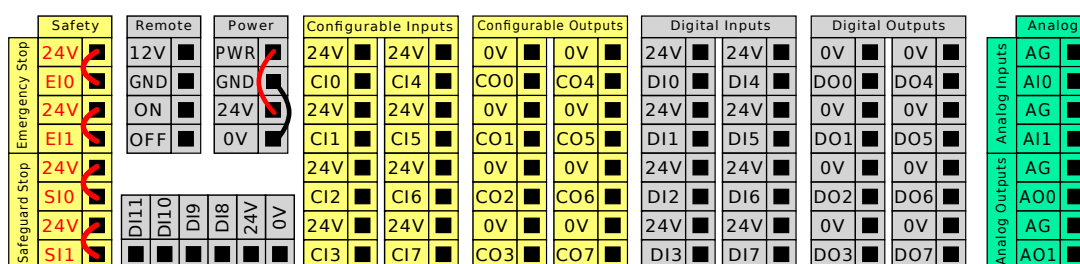 Safety Remote Power Configurable Inputs Configurable Outputs Digital Inputs Digital Outputs Analog
Emergency Stop
24V 12V PWR 24V 24V 0V 0V 24V 24V 0V 0V AG
EI0 GND GND CI0 CI4 CO0 CO4 DI0 DI4 DO0 DO4 AI0
24V ON 24V 24V 24V 0V 0V 24V 24V 0V 0V AG
EI1 OFF 0V CI1 CI5 CO1 CO5 DI1 DI5 DO1 DO5 AI1
Analog Inputs
Safeguard Stop
24V 24V 24V 0V 0V 24V 24V 0V 0V AG
SI0 CI2 CI6 CO2 CO6 DI2 DI6 DO2 DO6 AO0
24V 24V 24V 0V 0V 24V 24V 0V 0V AG
SI1 CI3 CI7 CO3 CO7 DI3 DI7 DO3 DO7 AO1
DI11 DI10 DI9 DI8 24V 0V
Analog Outputs